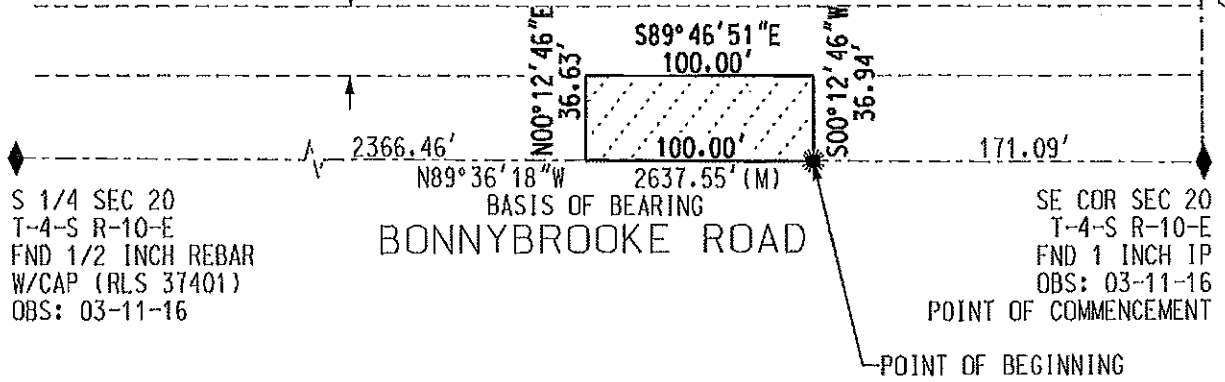 S89°46'51"E
100.00'
N00°12'46"E
36.63'
S00°12'46"W
36.94'
2366.46'
100.00'
171.09'
N89°36'18"W
2637.55'(M)
BASIS OF BEARING
BONNYBROOKE ROAD
S 1/4 SEC 20
T-4-S R-10-E
FND 1/2 INCH REBAR
W/CAP (RLS 37401)
OBS: 03-11-16
SE COR SEC 20
T-4-S R-10-E
FND 1 INCH IP
OBS: 03-11-16
POINT OF COMMENCEMENT
POINT OF BEGINNING